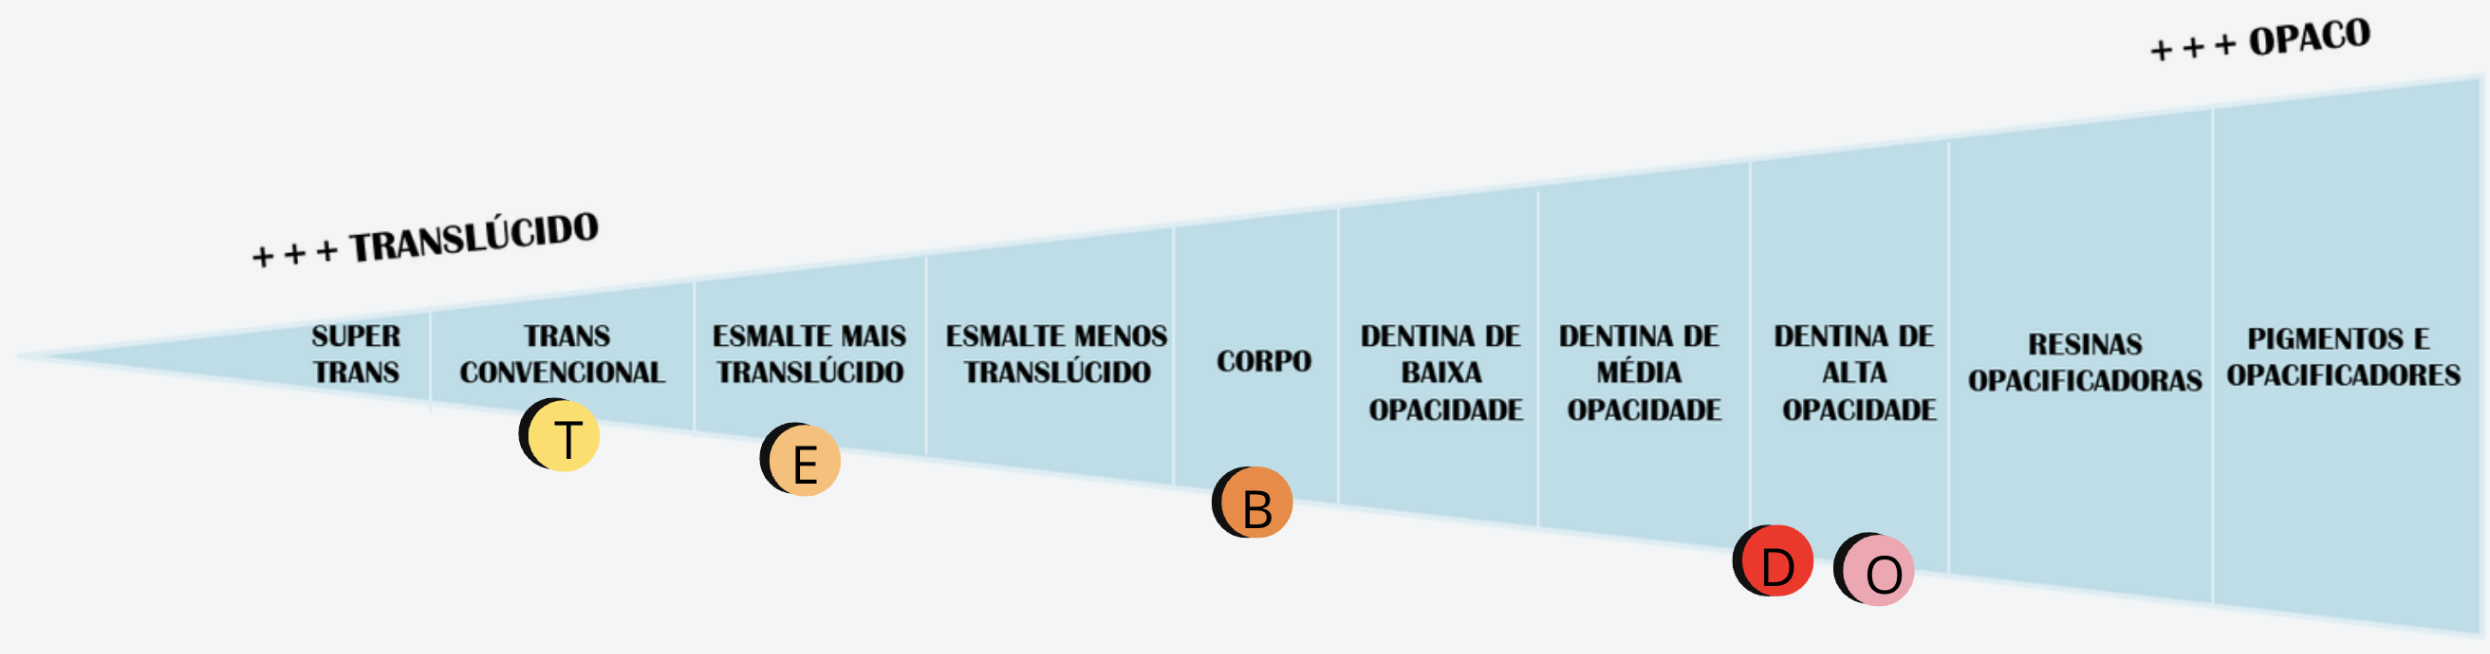 + + + OPACO
+ + + TRANSLÚCIDO
SUPER
TRANS
TRANS
CONVENCIONAL
ESMALTE MAIS
TRANSLÚCIDO
ESMALTE MENOS
TRANSLÚCIDO
CORPO
DENTINA DE
BAIXA
OPACIDADE
DENTINA DE
MÉDIA
OPACIDADE
DENTINA DE
ALTA
OPACIDADE
RESINAS
OPACIFICADORAS
PIGMENTOS E
OPACIFICADORES
T
E
B
D
O